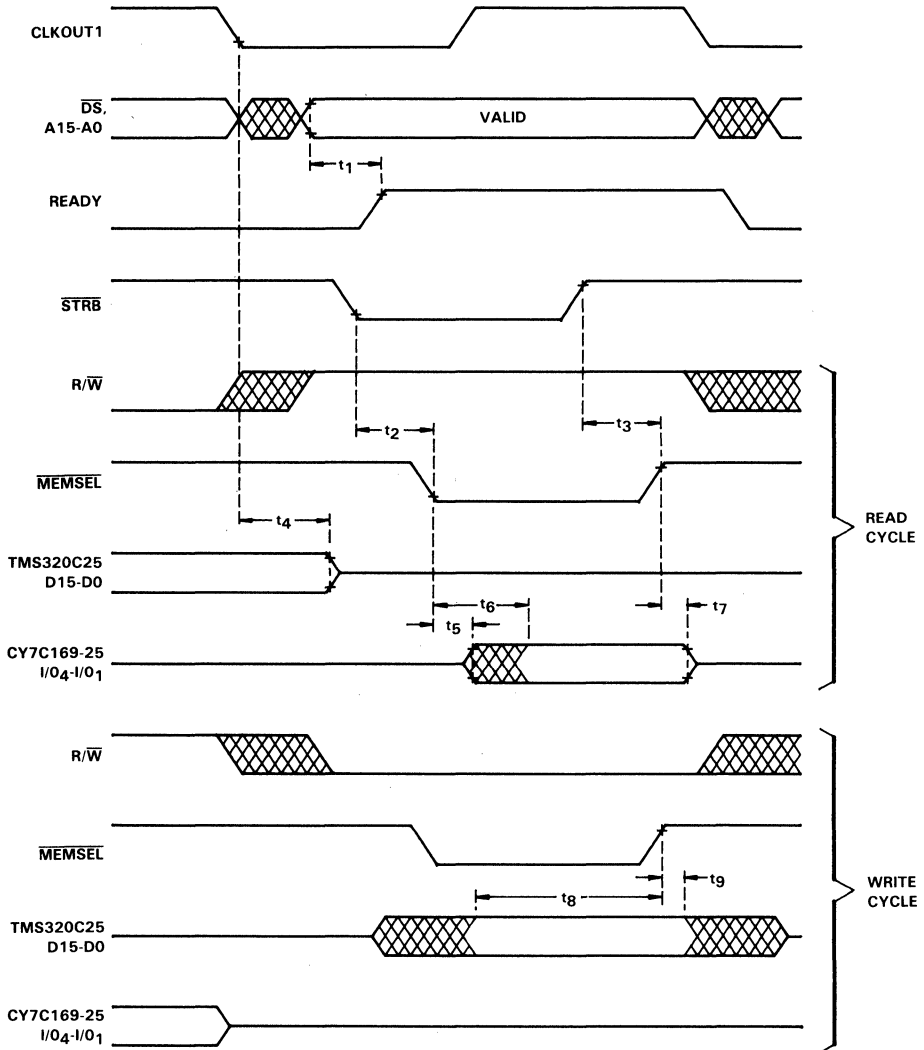 CLKOUT1
DS,
A15-A0
VALID
t1
READY
STRB
R/W
t2
t3
MEMSEL
t4
TMS320C25
D15-D0
READ
CYCLE
t6
t5
t7
CY7C169-25
I/O4-I/O1
R/W
MEMSEL
t9
t8
TMS320C25
D15-D0
WRITE
CYCLE
CY7C169-25
I/O4-I/O1